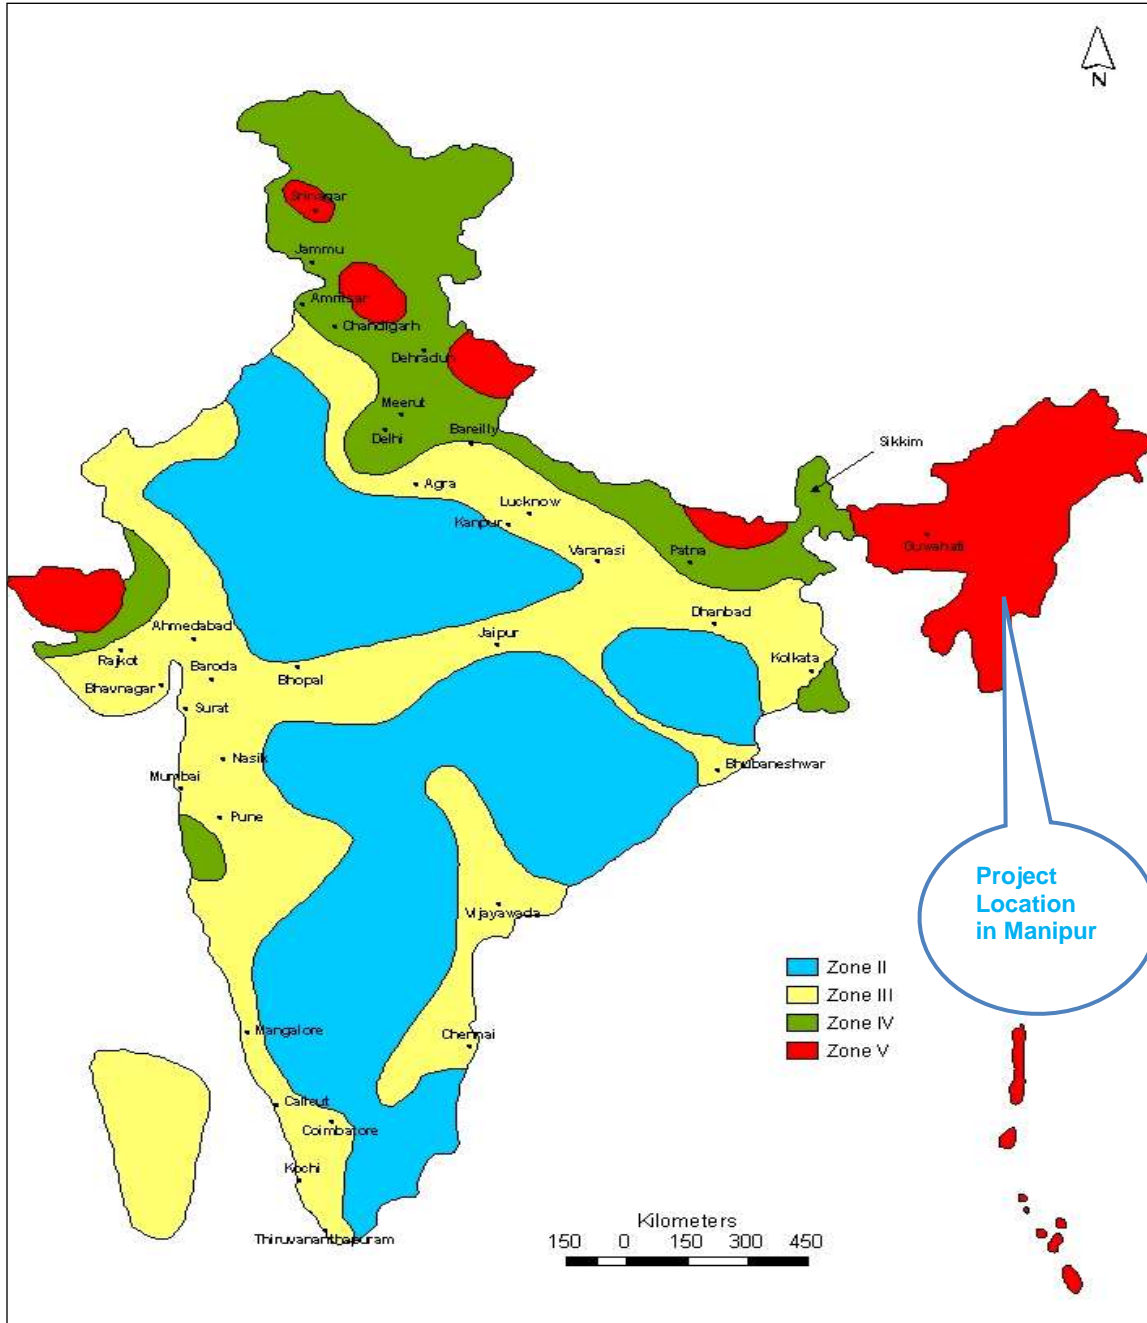 N
Srinagar
Jammu
Amritsar
Chandigarh
Dehradun
Meerut
Delhi
Bareilly
Sikkim
Agra
Lucknow
Kanpur
Guwahati
Varanasi
Patna
Dhanbad
Ahmedabad
Jaipur
Rajkot
Baroda
Bhopal
Kolkata
Bhavnagar
Surat
Nasik
Bhubaneshwar
Mumbai
Pune
Project
Location
in Manipur
Vijayawada
Zone II
Zone III
Zone IV
Zone V
Mangalore
Chennai
Calicut
Coimbatore
Kochi
Thiruvananthapuram
Kilometers
150 0 150 300 450